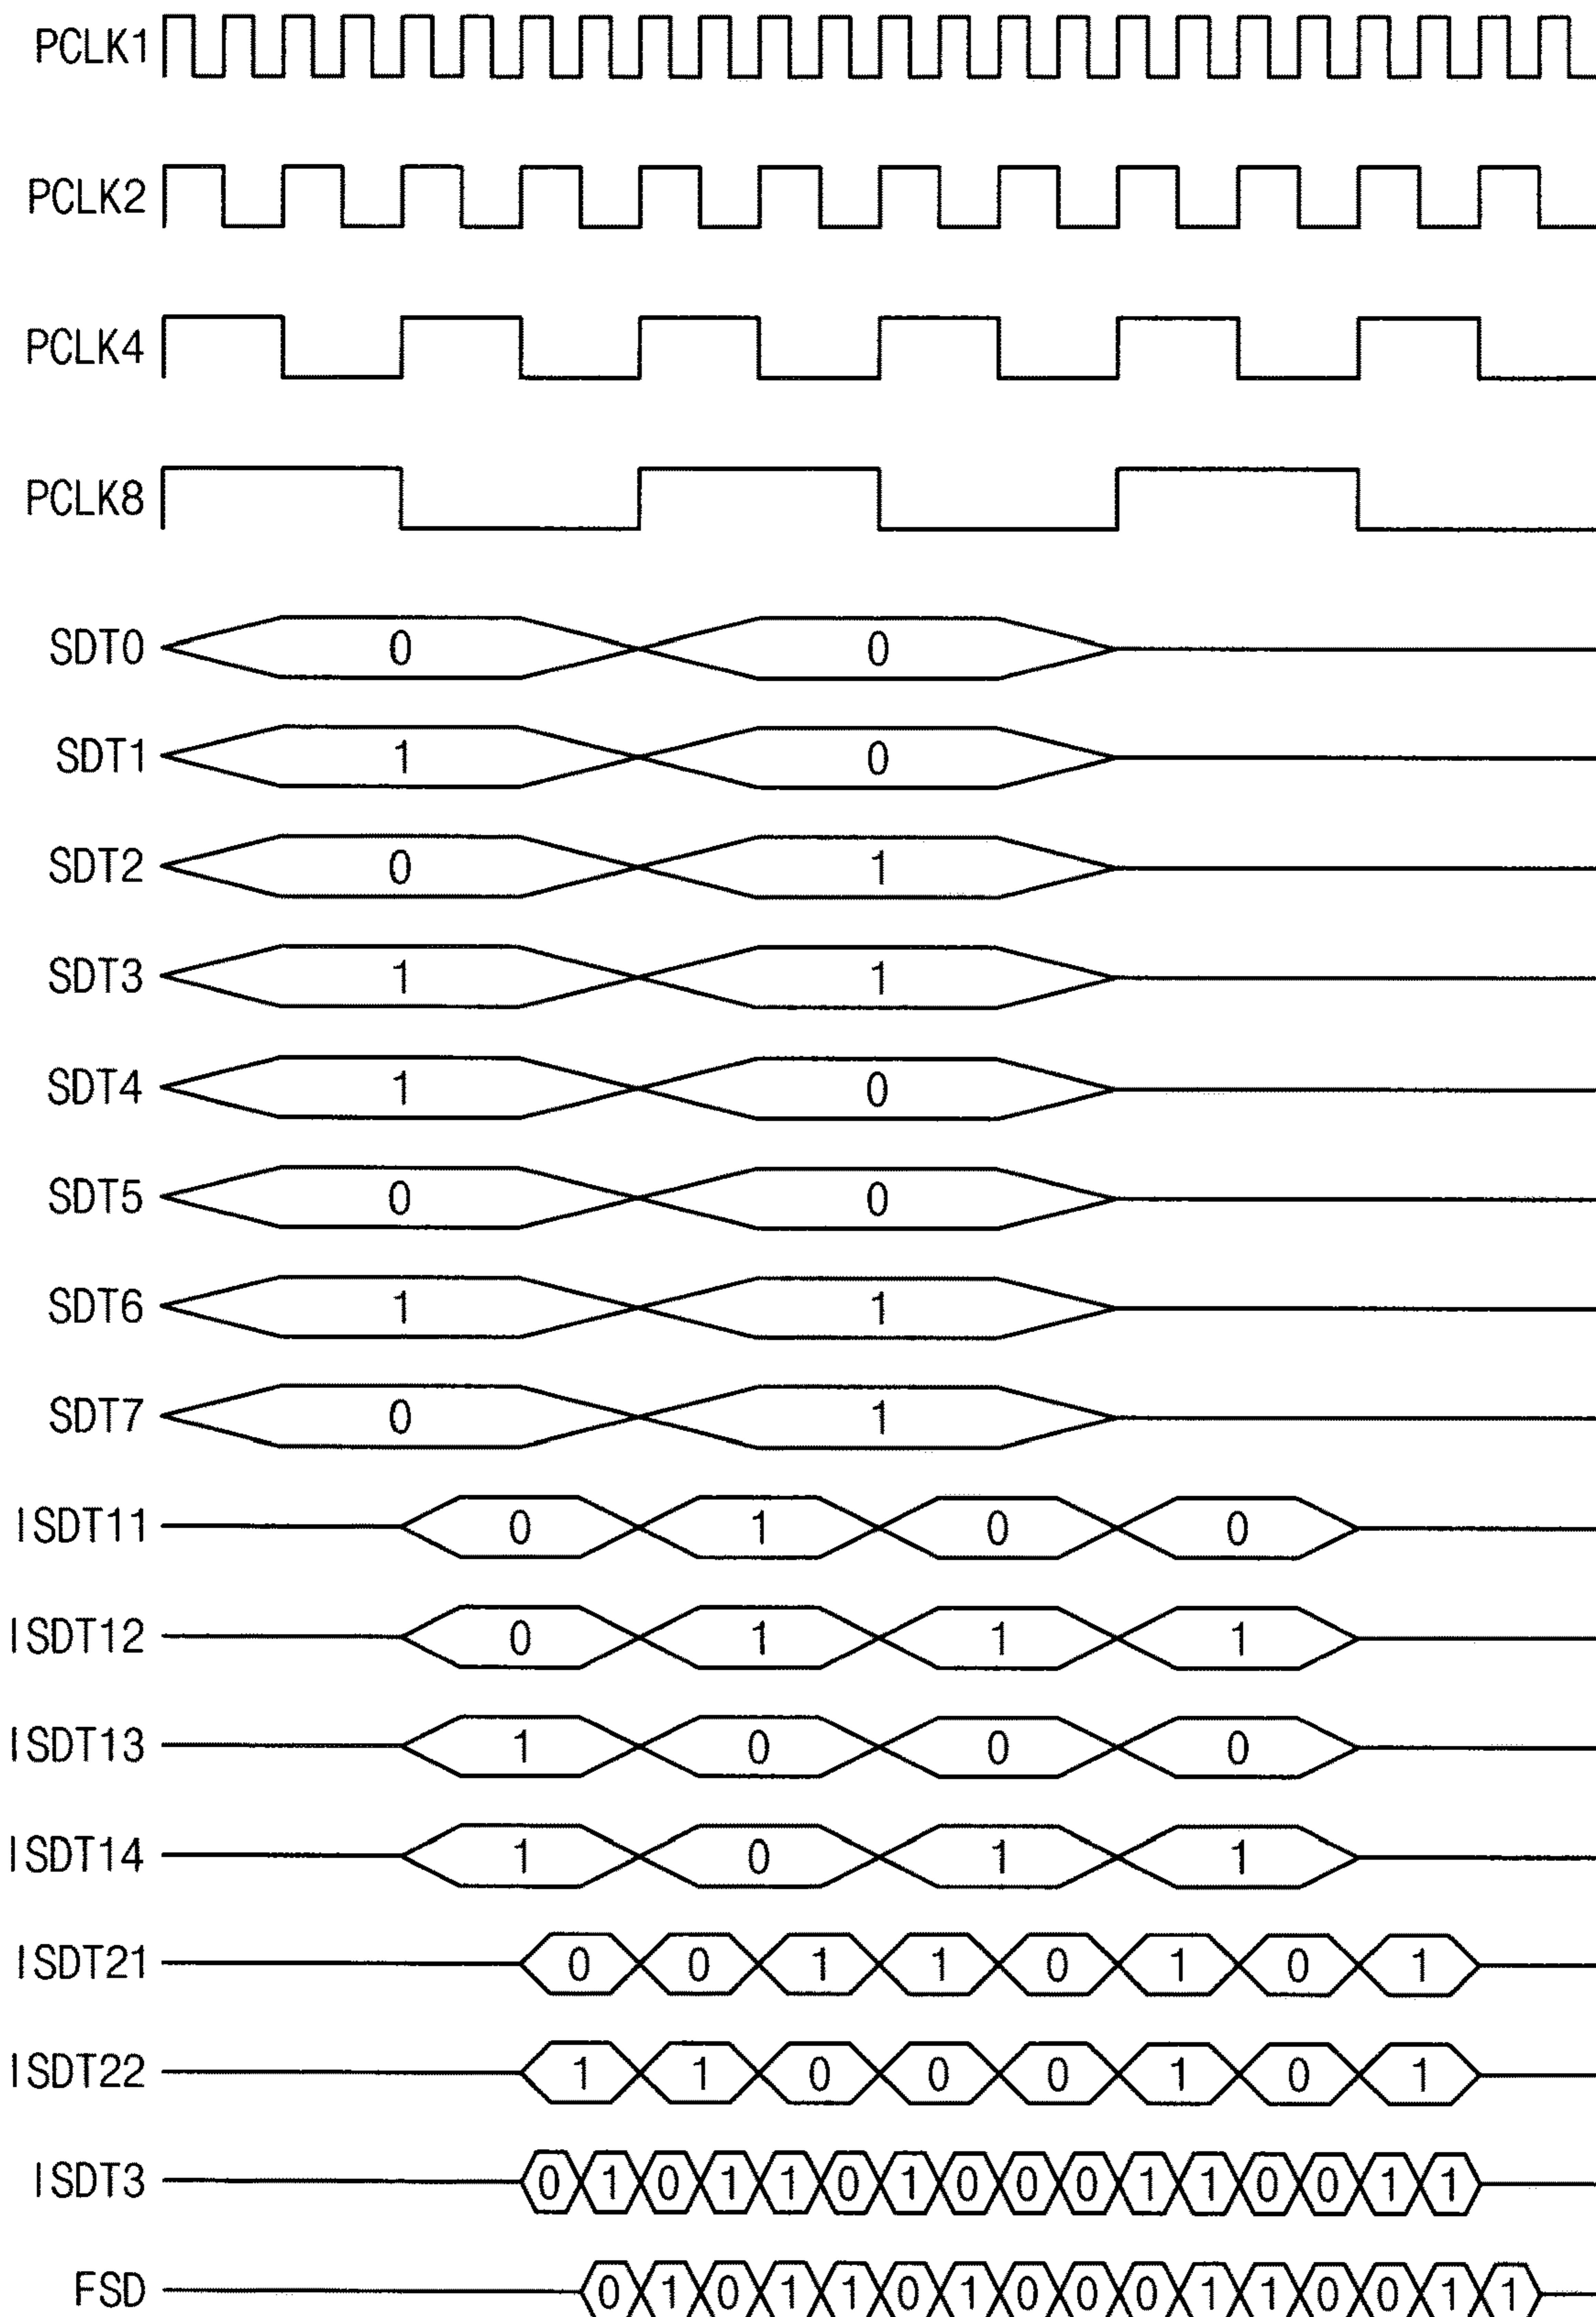 PCLK1
PCLK2
PCLK4
PCLK8
SDT0 0 0
SDT1 1 0
SDT2 0 1
SDT3 1 1
SDT4 1 0
SDT5 0 0
SDT6 1 1
SDT7 0 1
ISDT11 0 1 0 0
ISDT12 0 1 1 1
ISDT13 1 0 0 0
ISDT14 1 0 1 1
ISDT21 0 0 1 1 0 1 0 1
ISDT22 1 1 0 0 0 1 0 1
ISDT3 0 1 0 1 1 0 1 0 0 0 1 1 0 0 1 1
FSD 0 1 0 1 1 0 1 0 0 0 1 1 0 0 1 1